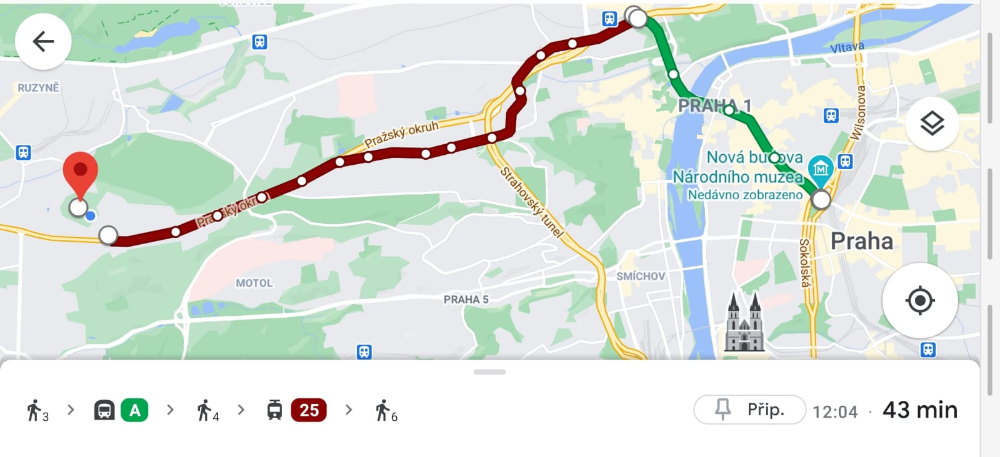 RUZYNĚ
Vltava
Wilsonova
PRAHA 1
Pražský okruh
Nová budova
Národního muzea
Nedávno zobrazeno
Strahovský tunel
Pražský okruh
Praha
Sokolská
MOTOL
SMÍCHOV
PRAHA 5
3 > A > 4 > 25 > 6
Přip. 12:04 · 43 min